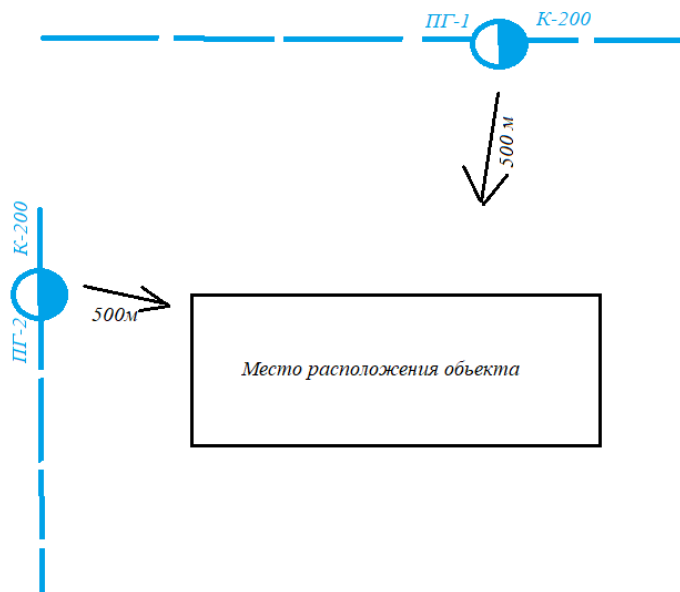 ПГ-1
К-200
500 м
К-200
ПГ-2
500м
Место расположения обьекта